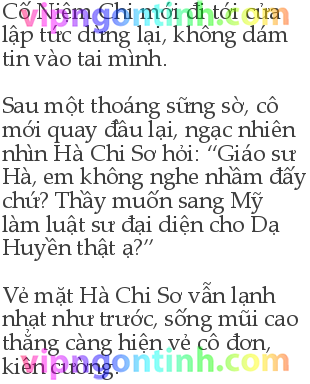 Cố Niệm Chi mới đi tới cửa
lập tức dừng lại, không dám
tin vào tai mình.
Sau một thoáng sững sờ, cô
mới quay đầu lại, ngạc nhiên
nhìn Hà Chi Sơ hỏi: “Giáo sư
Hà, em không nghe nhầm đấy
chứ? Thầy muốn sang Mỹ
làm luật sư đại diện cho Dạ
Huyền thật ạ?”
Vẻ mặt Hà Chi Sơ vẫn lạnh
nhạt như trước, sống mũi cao
thẳng càng hiện vẻ cô đơn,
kiên cường.
vipngontinh.com
vipngontinh.com